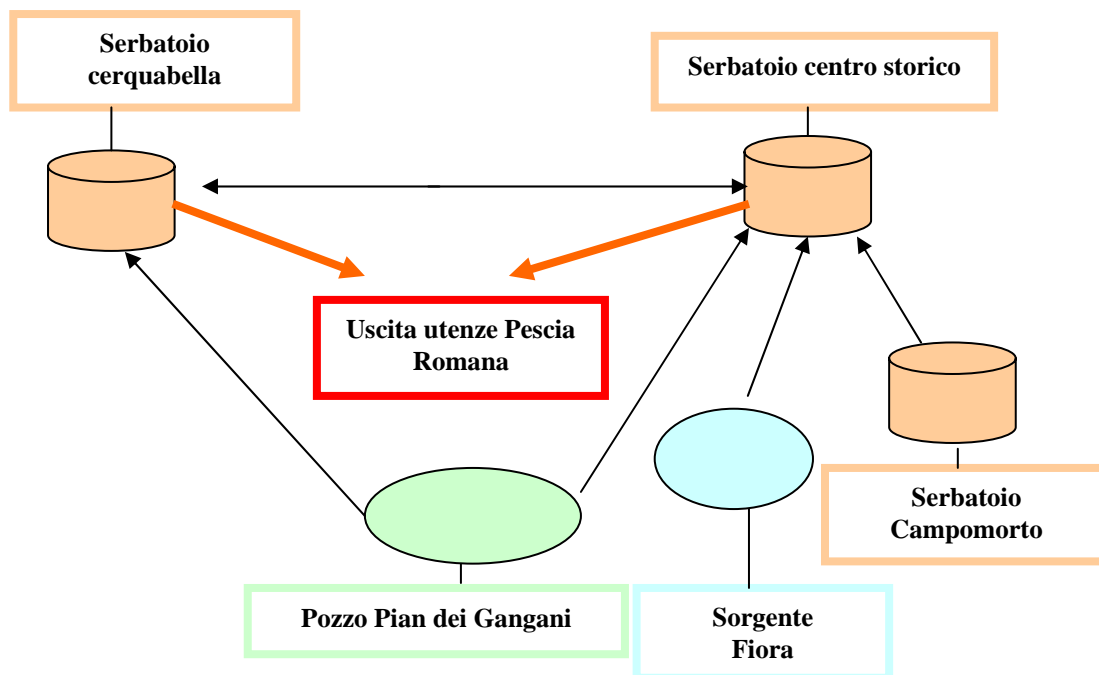 Serbatoio
cerquabella
Serbatoio centro storico
Uscita utenze Pescia
Romana
Serbatoio
Campomorto
Pozzo Pian dei Gangani
Sorgente
Fiora